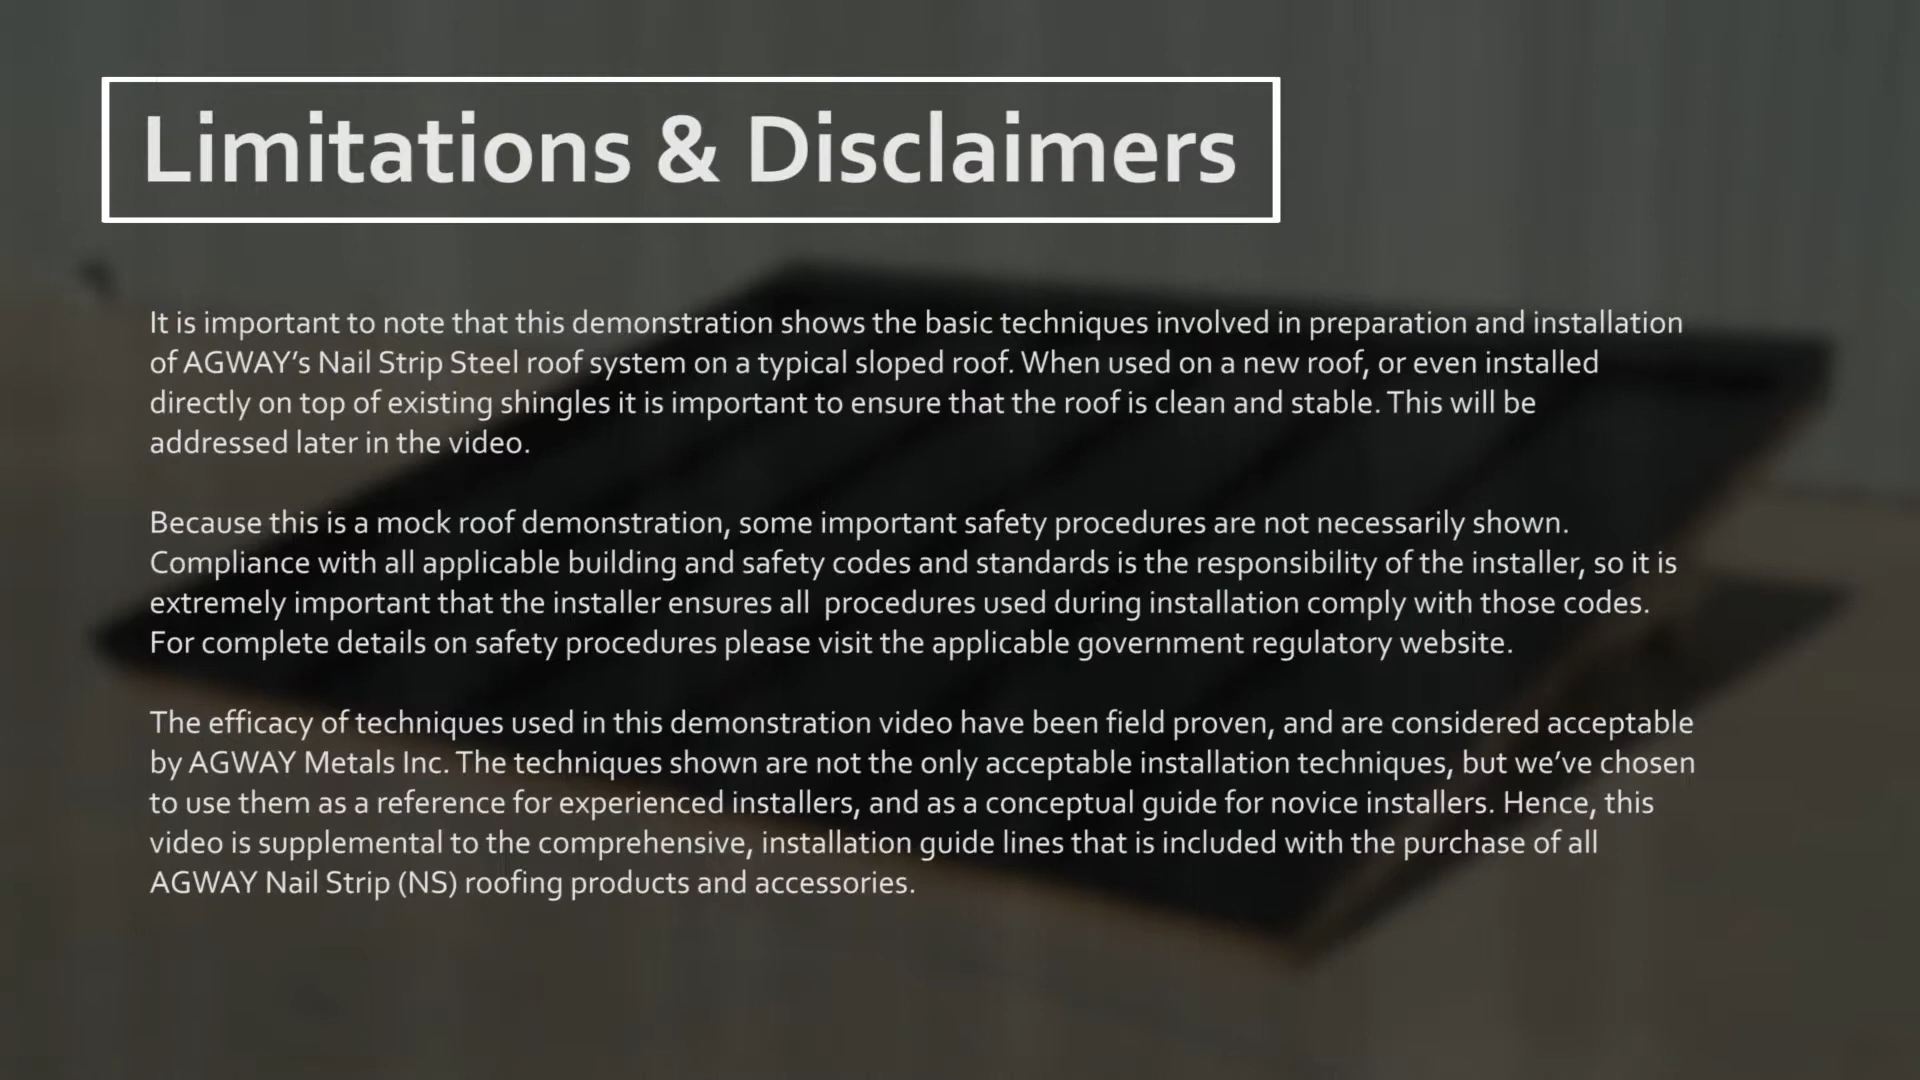 Limitations & Disclaimers
It is important to note that this demonstration shows the basic techniques involved in preparation and installation
of AGWAY’s Nail Strip Steel roof system on a typical sloped roof. When used on a new roof, or even installed
directly on top of existing shingles it is important to ensure that the roof is clean and stable. This will be
addressed later in the video.
Because this is a mock roof demonstration, some important safety procedures are not necessarily shown.
Compliance with all applicable building and safety codes and standards is the responsibility of the installer, so it is
extremely important that the installer ensures all  procedures used during installation comply with those codes.
For complete details on safety procedures please visit the applicable government regulatory website.
The efficacy of techniques used in this demonstration video have been field proven, and are considered acceptable
by AGWAY Metals Inc. The techniques shown are not the only acceptable installation techniques, but we’ve chosen
to use them as a reference for experienced installers, and as a conceptual guide for novice installers. Hence, this
video is supplemental to the comprehensive, installation guide lines that is included with the purchase of all
AGWAY Nail Strip (NS) roofing products and accessories.